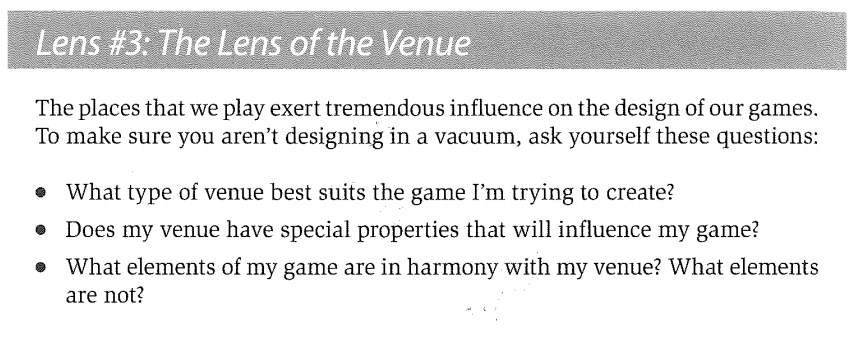 Lens #3: The Lens of the Venue
The places that we play exert tremendous influence on the design of our games.
To make sure you aren't designing in a vacuum, ask yourself these questions:
● What type of venue best suits the game I'm trying to create?
● Does my venue have special properties that will influence my game?
● What elements of my game are in harmony with my venue? What elements
are not?